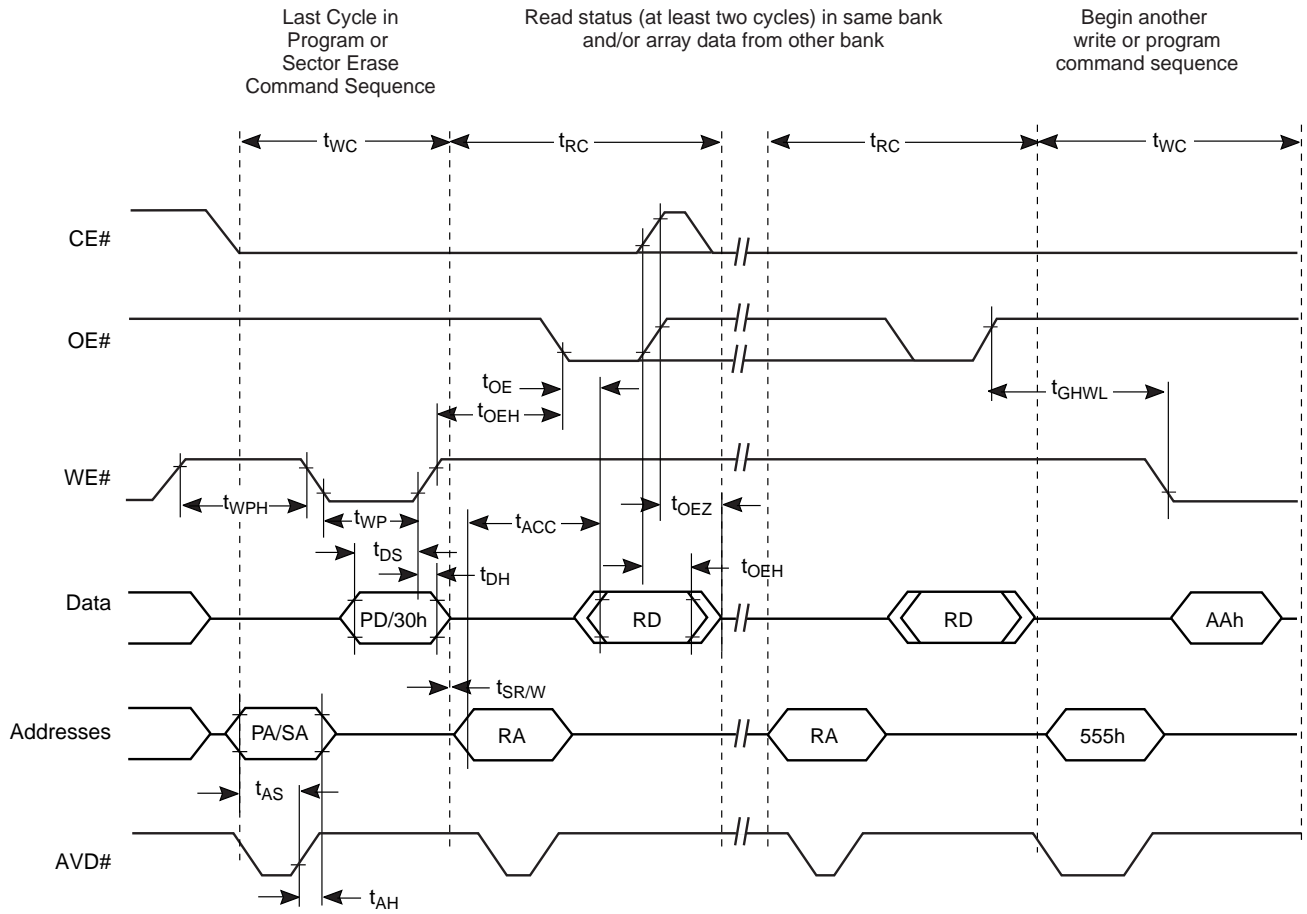 Last Cycle in
Program or
Sector Erase
Command Sequence
Read status (at least two cycles) in same bank
and/or array data from other bank
Begin another
write or program
command sequence
tWC
tRC
tRC
tWC
CE#
OE#
tOE
tOEH
tGHWL
WE#
tWPH
tWP
tACC
tOEZ
tDS
tDH
tOEH
Data
PD/30h
RD
RD
AAh
tSR/W
Addresses
PA/SA
RA
RA
555h
tAS
AVD#
tAH